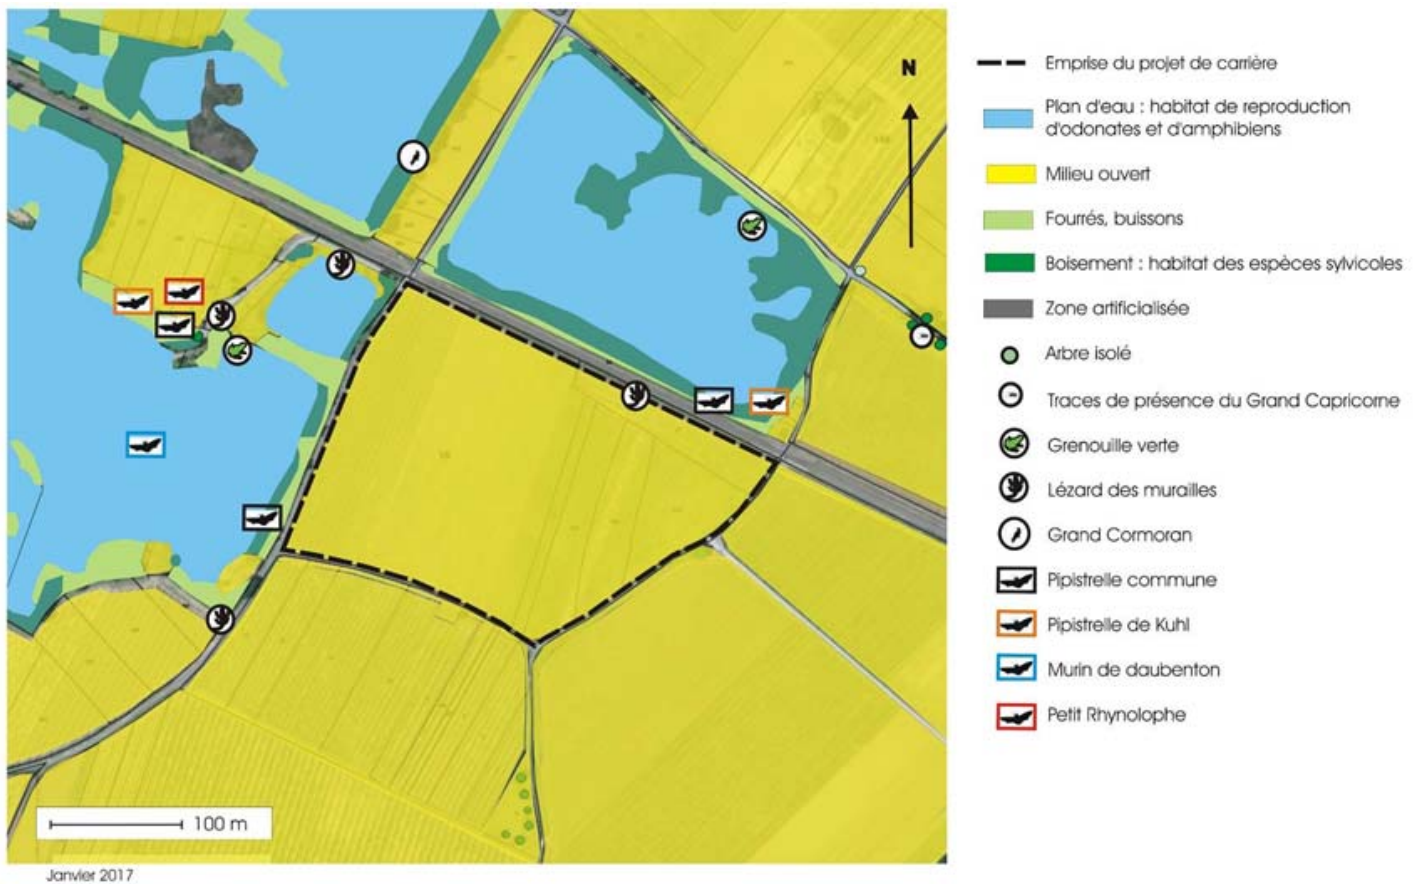 N
Emprise du projet de carrière
Plan d'eau : habitat de reproduction
d'odonates et d'amphibiens
Milieu ouvert
Fourrés, buissons
Boisement : habitat des espèces sylvicoles
Zone artificialisée
Arbre isolé
Traces de présence du Grand Capricorne
Grenouille verte
Lézard des murailles
Grand Cormoran
Pipistrelle commune
Pipistrelle de Kuhl
Murin de daubenton
Petit Rhynolophe
100 m
Janvier 2017